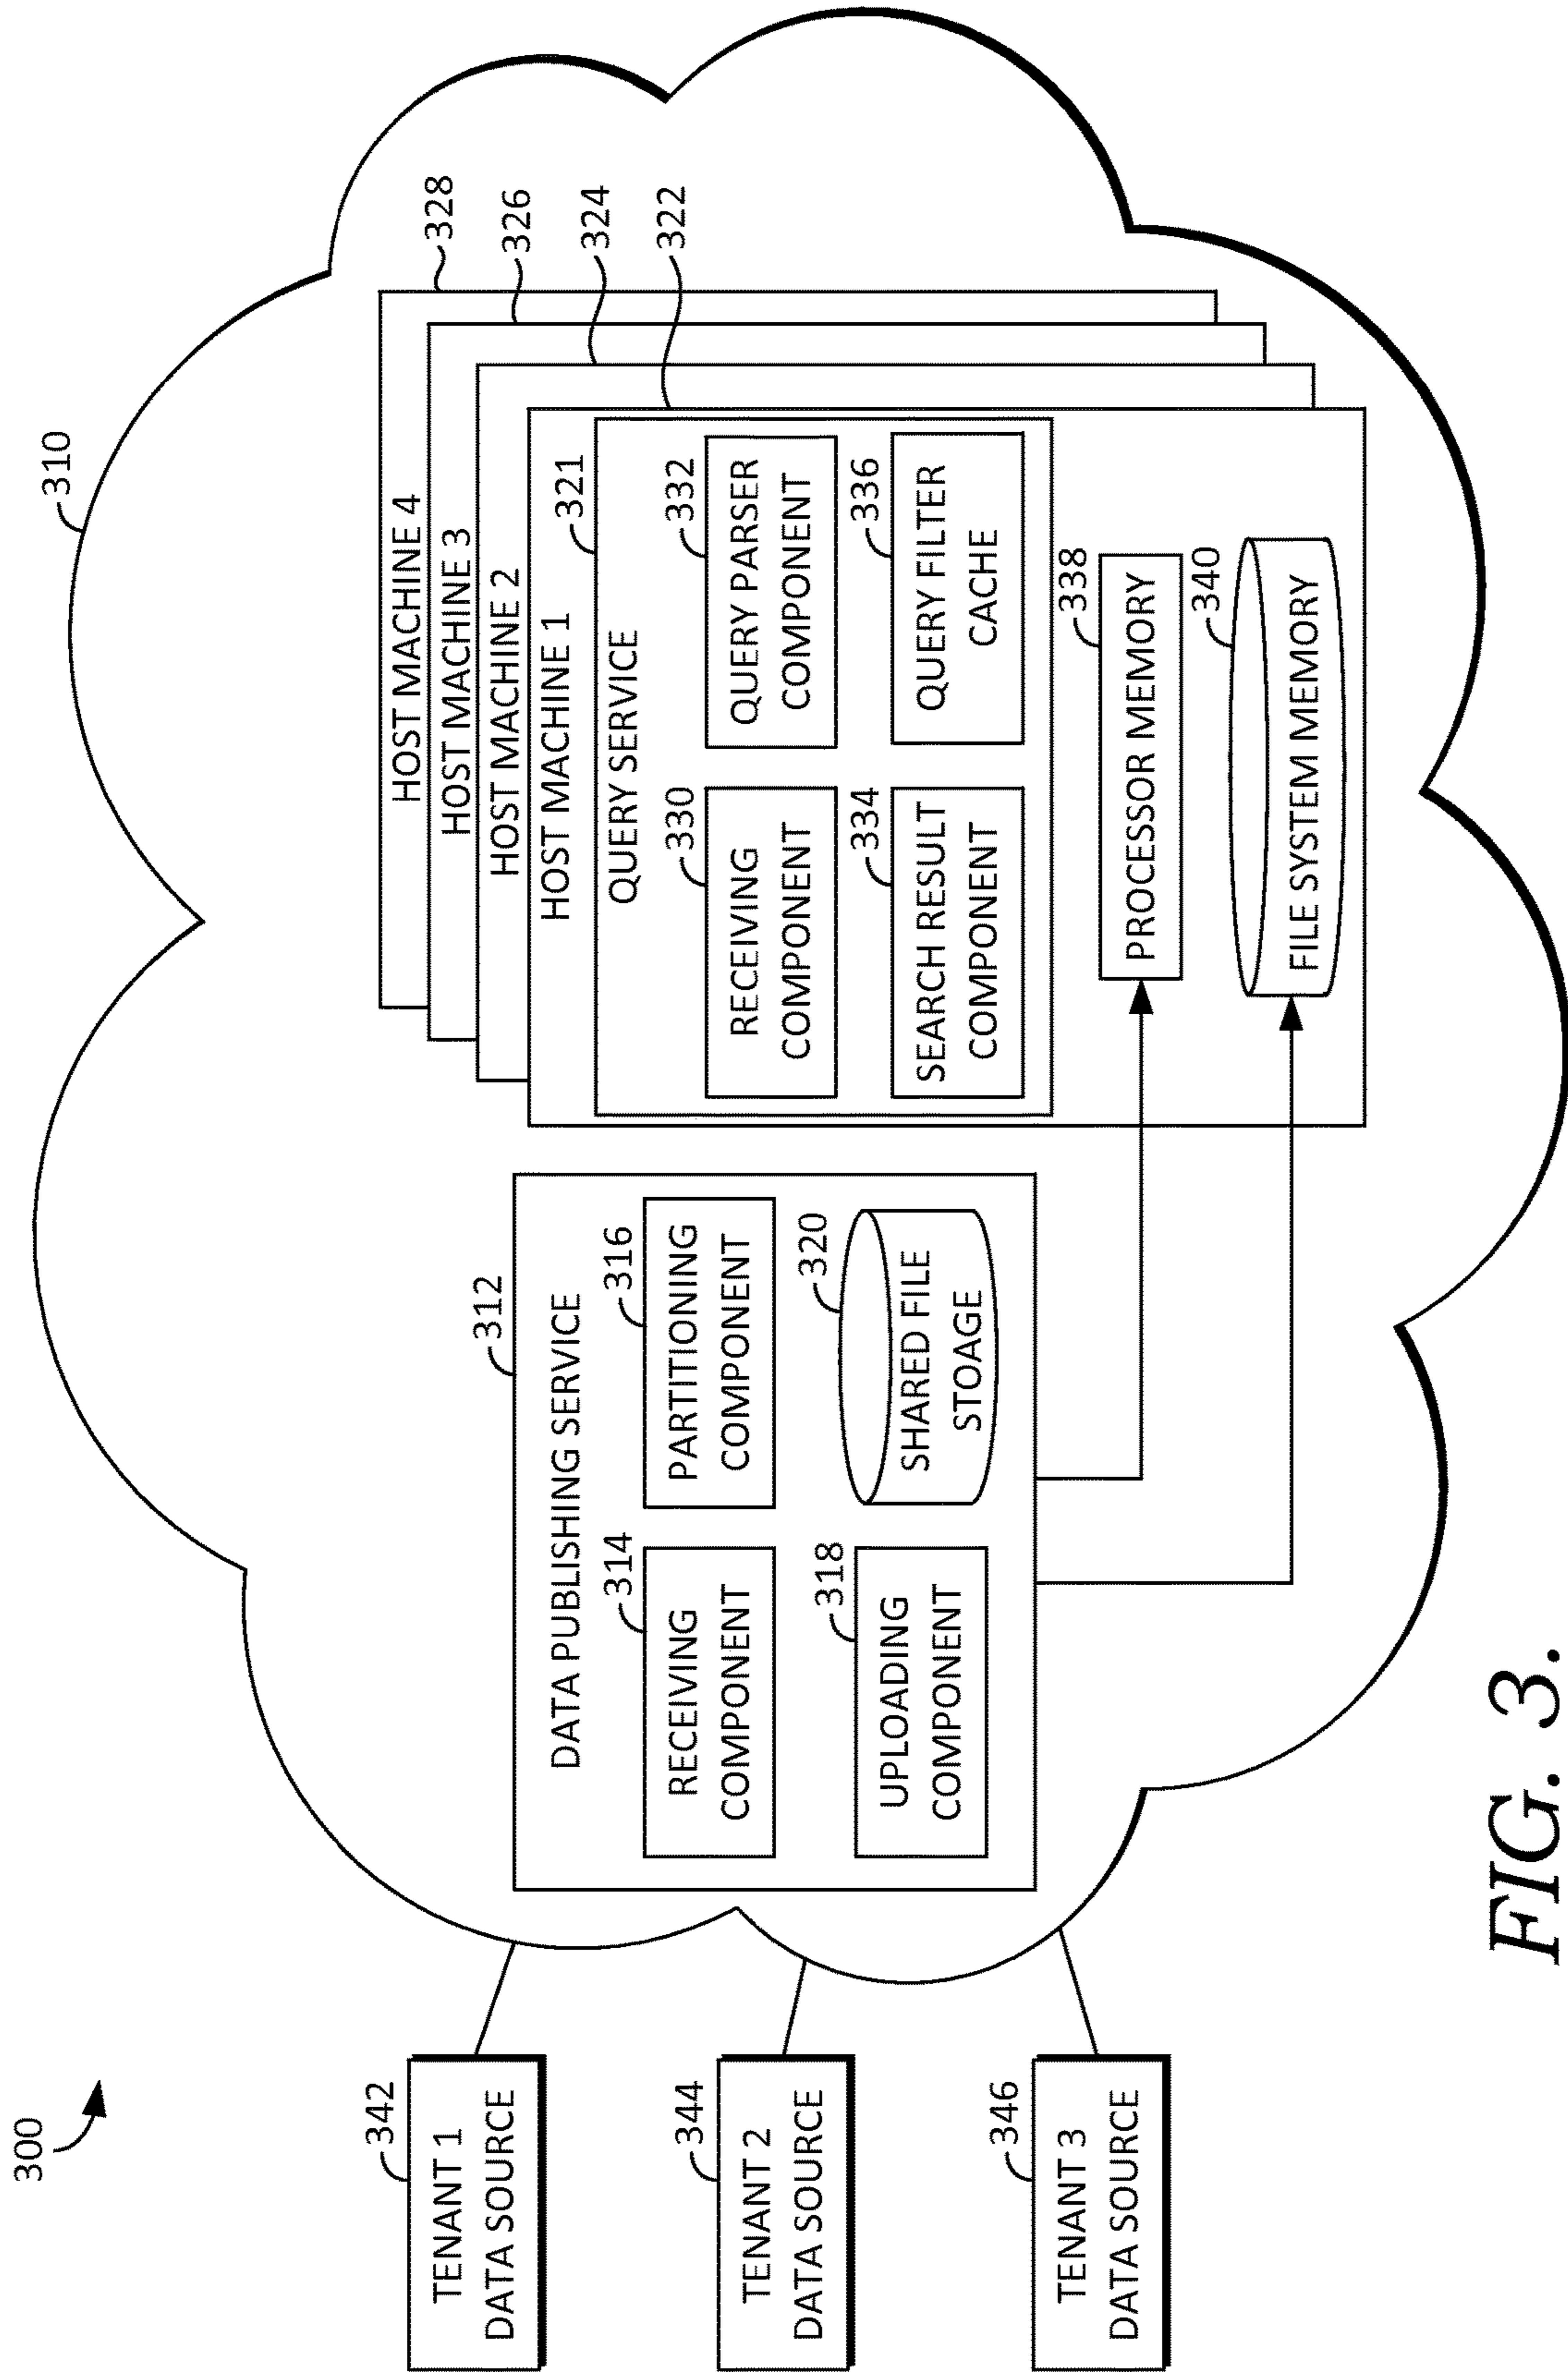 300
310
TENANT 1
DATA SOURCE
342
TENANT 2
DATA SOURCE
344
TENANT 3
DATA SOURCE
346
312
DATA PUBLISHING SERVICE
314
RECEIVING
COMPONENT
316
PARTITIONING
COMPONENT
318
UPLOADING
COMPONENT
320
SHARED FILE
STOAGE
HOST MACHINE 4
328
HOST MACHINE 3
326
HOST MACHINE 2
324
HOST MACHINE 1
322
321
QUERY SERVICE
330
RECEIVING
COMPONENT
332
QUERY PARSER
COMPONENT
334
SEARCH RESULT
COMPONENT
336
QUERY FILTER
CACHE
338
PROCESSOR MEMORY
340
FILE SYSTEM MEMORY
FIG. 3.